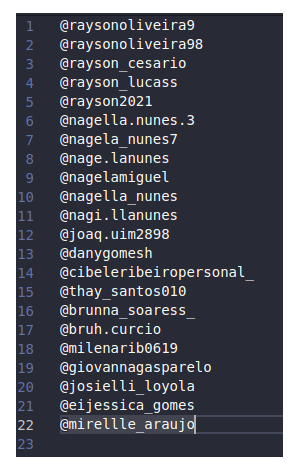 1 @raysonoliveira9
2 @raysonoliveira98
3 @rayson_cesario
4 @rayson_lucass
5 @rayson2021
6 @nagella.nunes.3
7 @nagela_nunes7
8 @nage.lanunes
9 @nagelamiguel
10 @nagella_nunes
11 @nagi.llanunes
12 @joaq.uim2898
13 @danygomesh
14 @cibeleribeiropersonal_
15 @thay_santos010
16 @brunna_soaress_
17 @bruh.curcio
18 @milenarib0619
19 @giovannagasparelo
20 @josielli_loyola
21 @eijessica_gomes
22 @mirellle_araujo
23